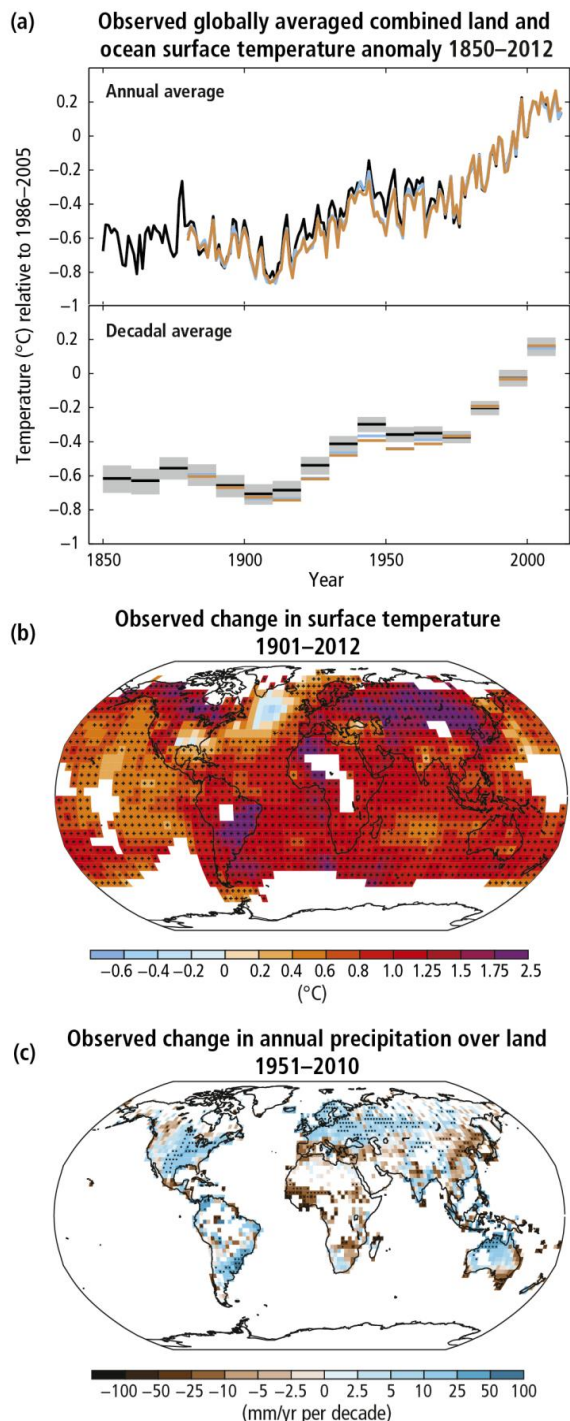 (a)
Observed globally averaged combined land and
ocean surface temperature anomaly 1850–2012
Annual average
0.2
0
−0.2
−0.4
−0.6
−0.8
−1
Temperature (°C) relative to 1986–2005
Decadal average
0.2
0
−0.2
−0.4
−0.6
−0.8
−1
1850 1900 1950 2000
Year
(b)
Observed change in surface temperature
1901–2012
−0.6 −0.4 −0.2 0 0.2 0.4 0.6 0.8 1.0 1.25 1.5 1.75 2.5
(°C)
(c)
Observed change in annual precipitation over land
1951–2010
−100 −50 −25 −10 −5 −2.5 0 2.5 5 10 25 50 100
(mm/yr per decade)